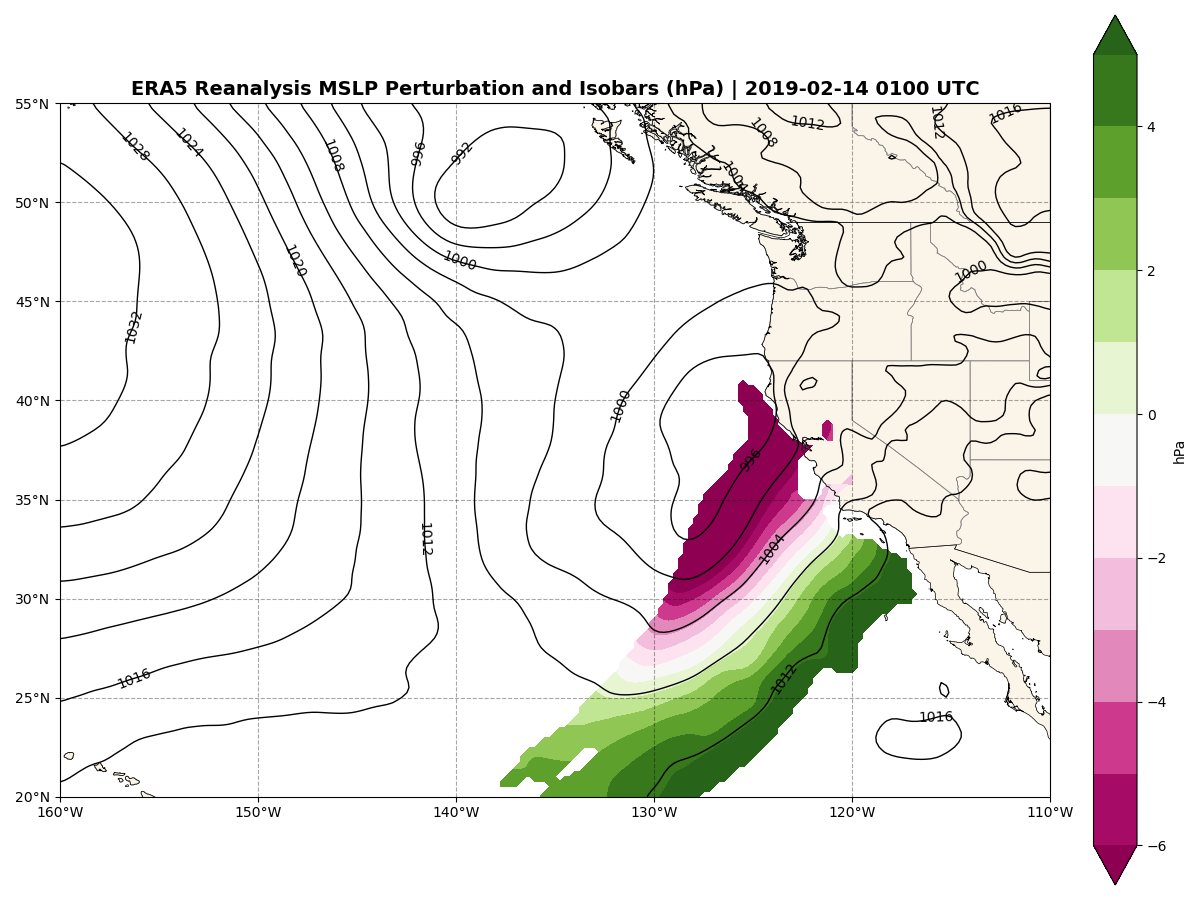 ERA5 Reanalysis MSLP Perturbation and Isobars (hPa) | 2019-02-14 0100 UTC
55°N
50°N
45°N
40°N
35°N
30°N
25°N
20°N
160°W
150°W
140°W
130°W
120°W
110°W
1028
1024
1008
996
992
1008
1012
1012
1016
1004
1020
1000
1000
1032
1000
996
1012
1004
1016
1012
1016
4
2
0
−2
−4
−6
hPa